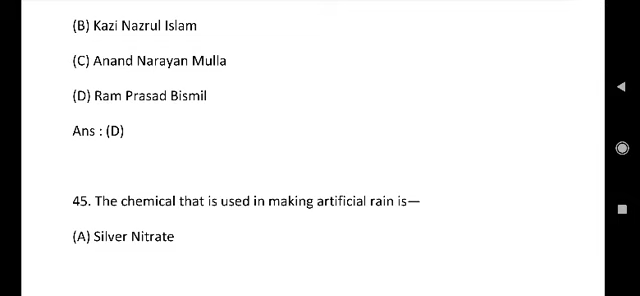 (B) Kazi Nazrul Islam
(C) Anand Narayan Mulla
(D) Ram Prasad Bismil
Ans : (D)
45. The chemical that is used in making artificial rain is—
(A) Silver Nitrate